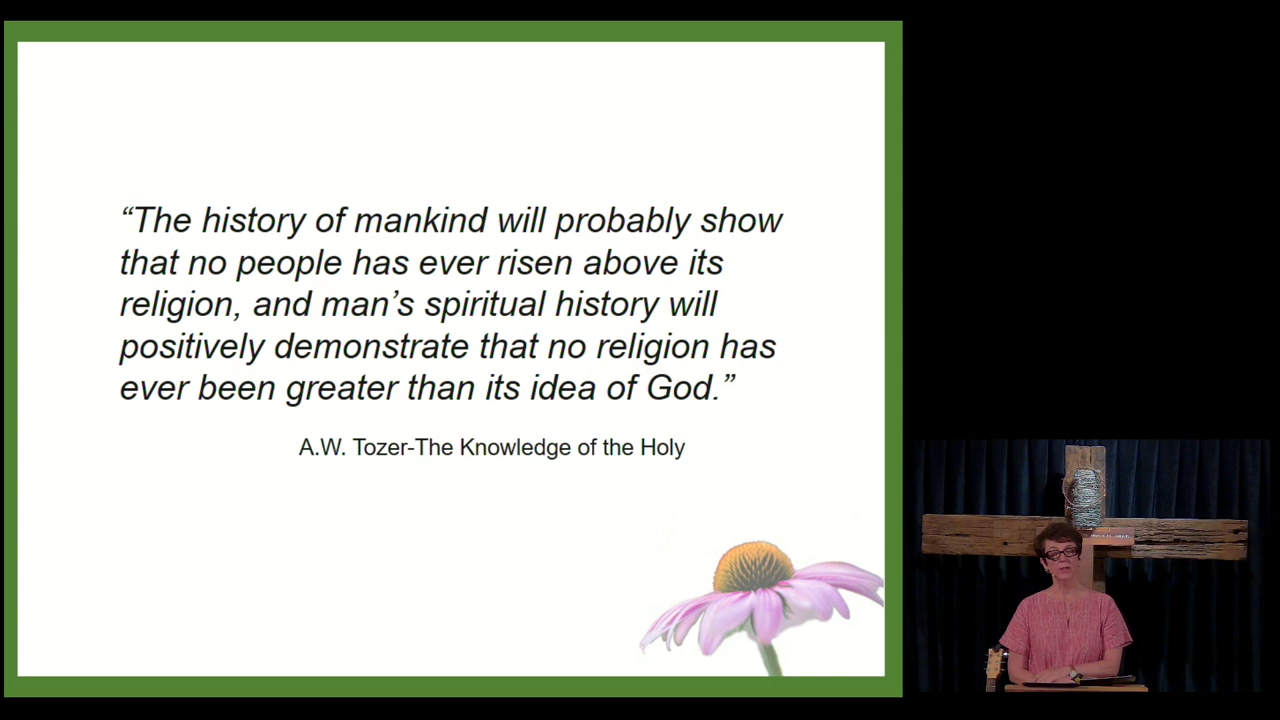 “The history of mankind will probably show
that no people has ever risen above its
religion, and man’s spiritual history will
positively demonstrate that no religion has
ever been greater than its idea of God.”
A.W. Tozer-The Knowledge of the Holy